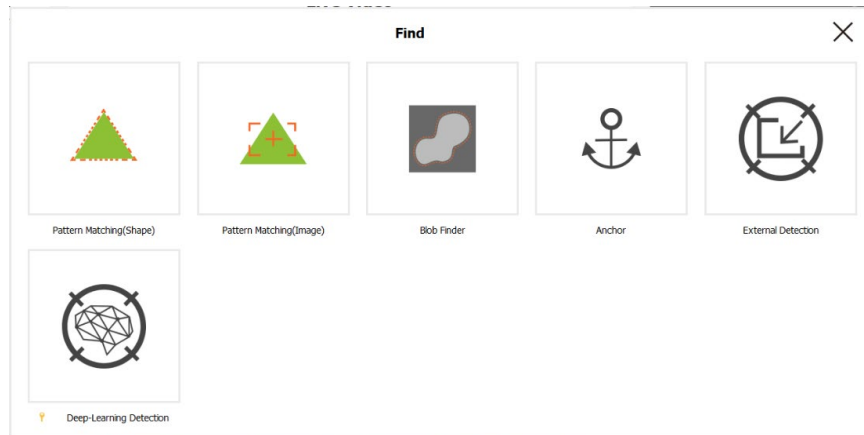 Find
Pattern Matching(Shape)
Pattern Matching(Image)
Blob Finder
Anchor
External Detection
Deep-Learning Detection